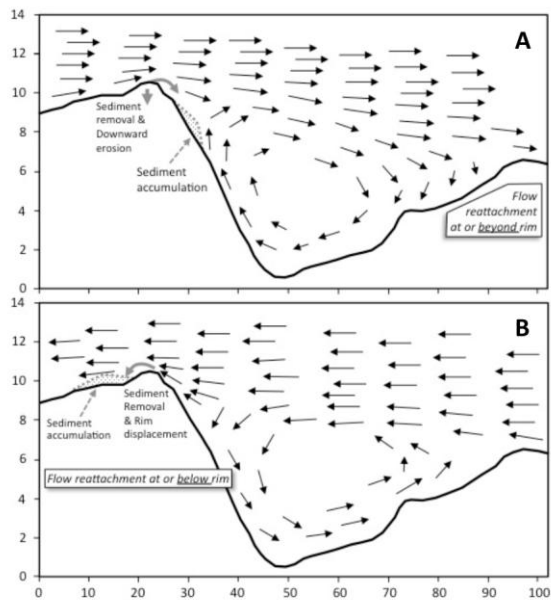 14
A
12
10
8
6
4
2
0
Sediment
removal &
Downward
erosion
Sediment
accumulation
Flow
reattachment
at or beyond rim
14
B
12
10
8
6
4
2
0
Sediment
accumulation
Sediment
Removal
& Rim
displacement
Flow reattachment at or below rim
0 10 20 30 40 50 60 70 80 90 100